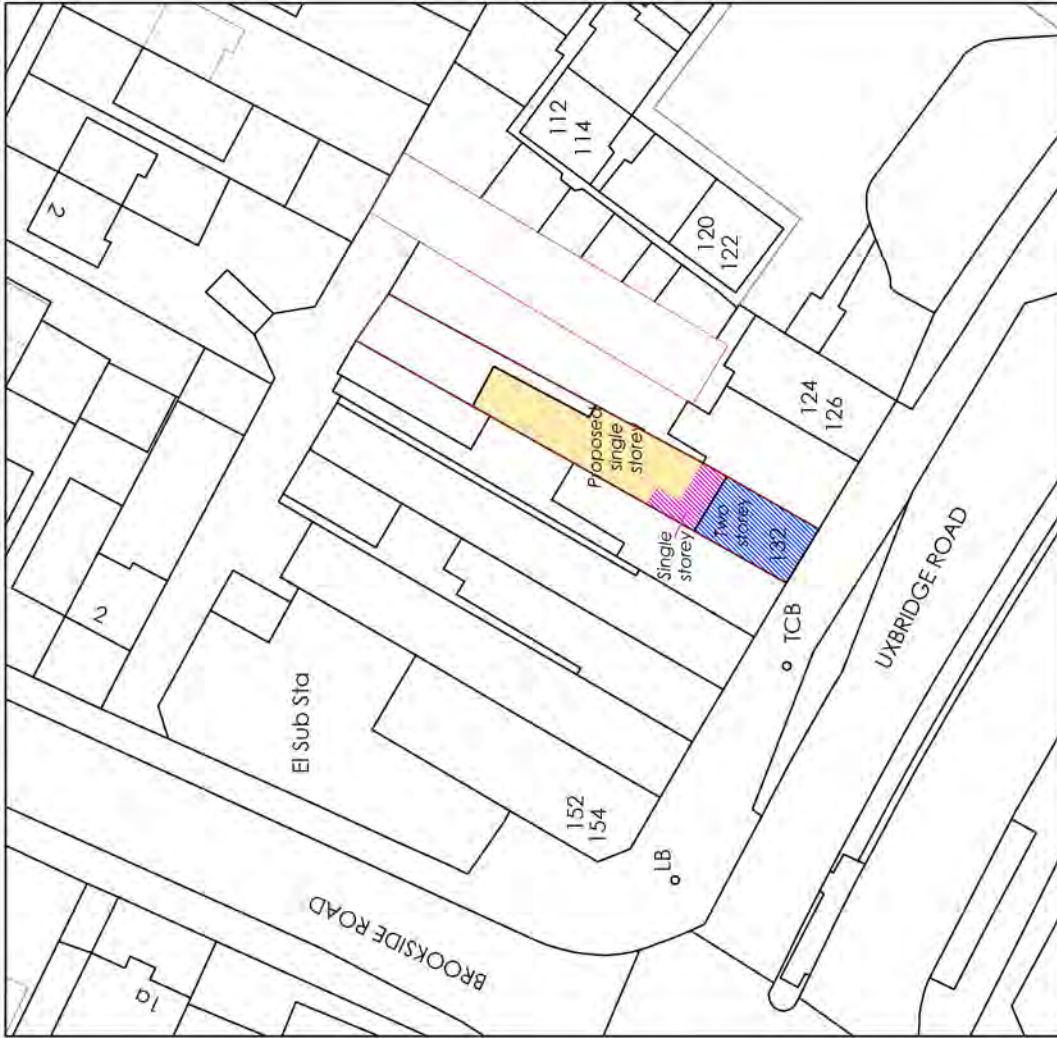 2
112
114
120
122
124
126
Proposed
single
storey
Single
storey
Two
storey
132
TCB
UXBRIDGE ROAD
2
El Sub Sta
152
154
LB
BROOKSIDE ROAD
1a